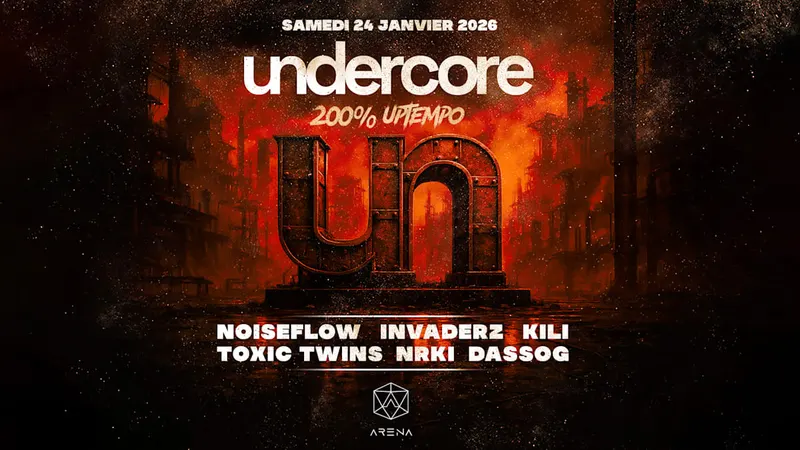 SAMEDI 24 JANVIER 2026
undercore
200% UPTEMPO
un
NOISEFLOW INVADERZ KILI
TOXIC TWINS NRKI DASSOG
ARENA